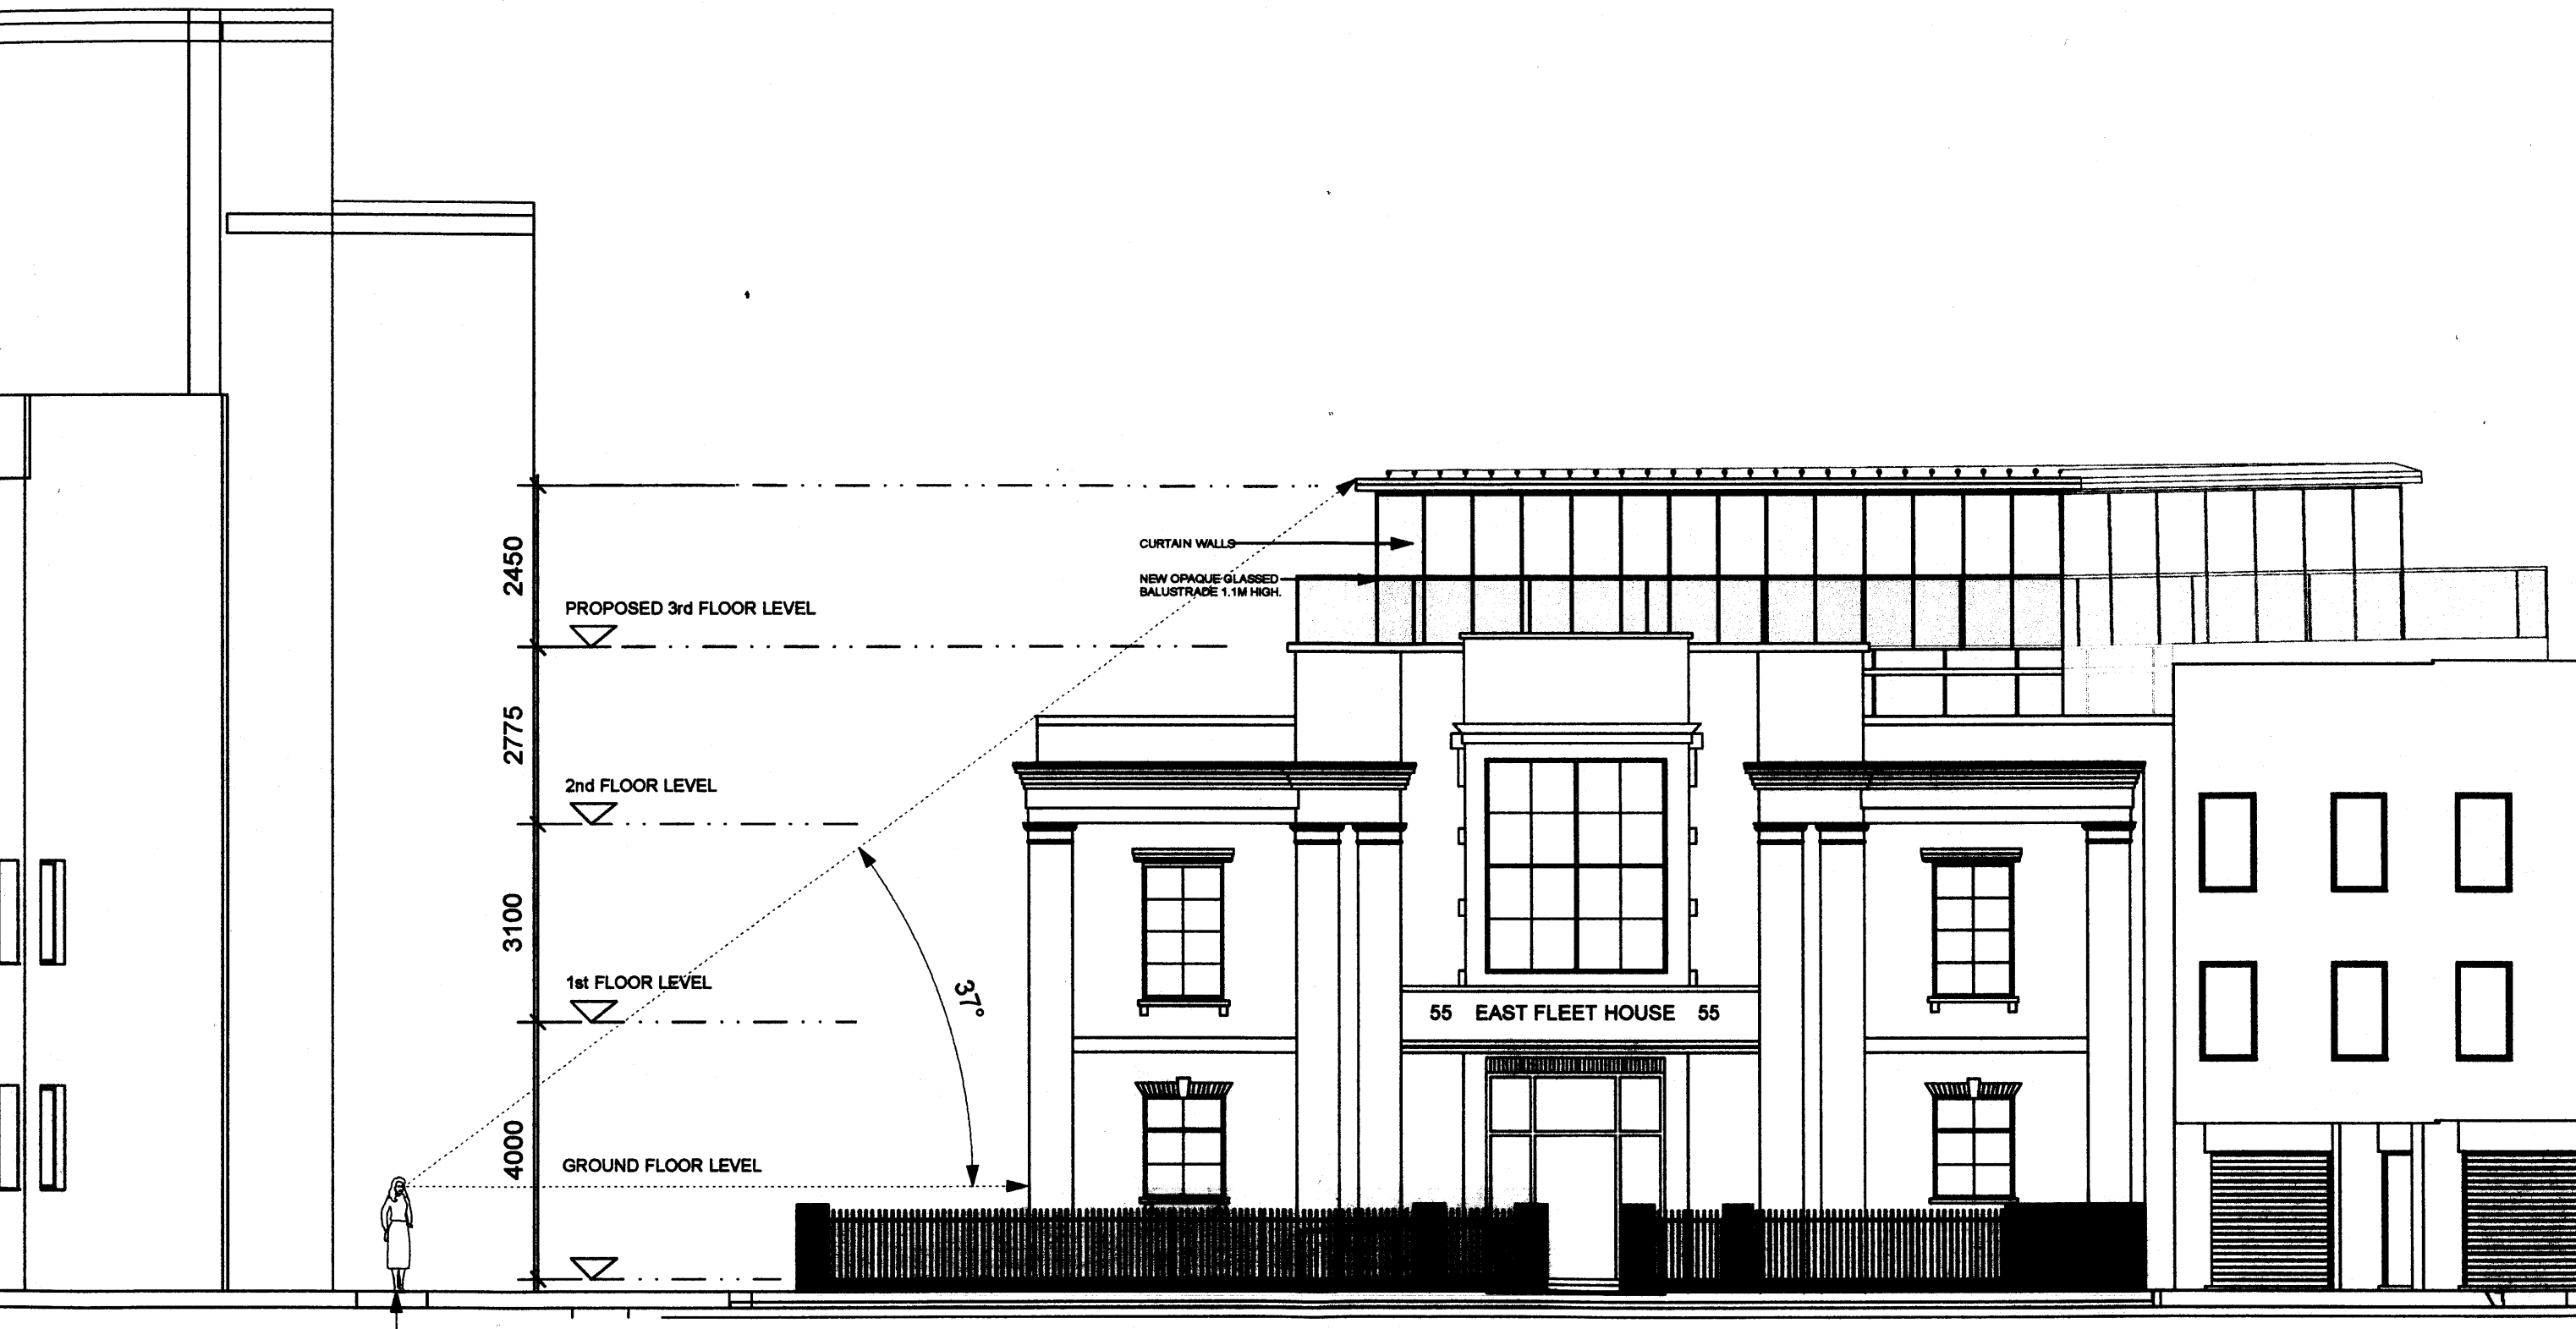 2450
CURTAIN WALLS
NEW OPAQUE GLASSED
BALUSTRADE 1.1M HIGH.
PROPOSED 3rd FLOOR LEVEL
2775
2nd FLOOR LEVEL
3100
1st FLOOR LEVEL
37°
55 EAST FLEET HOUSE 55
4000
GROUND FLOOR LEVEL